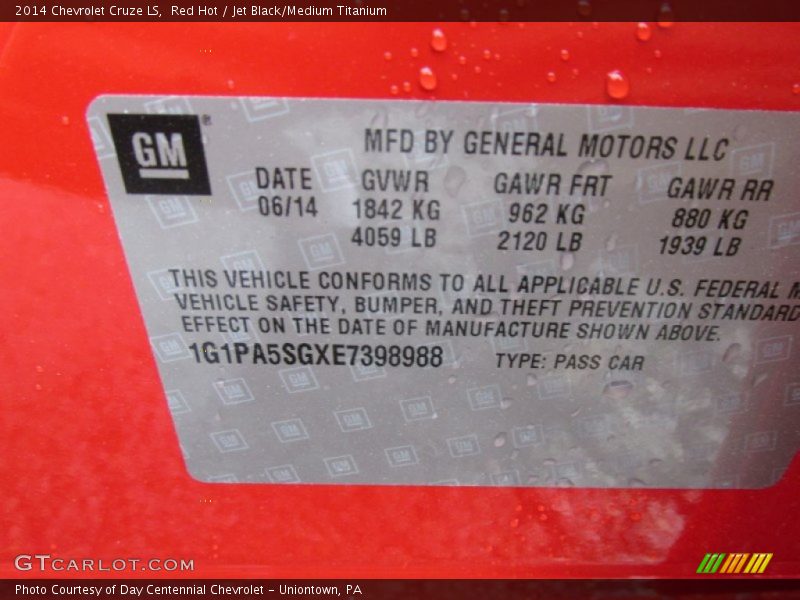 2014 Chevrolet Cruze LS, Red Hot / Jet Black/Medium Titanium
GM®
MFD BY GENERAL MOTORS LLC
DATE GVWR GAWR FRT GAWR RR
06/14 1842 KG 962 KG 880 KG
4059 LB 2120 LB 1939 LB
THIS VEHICLE CONFORMS TO ALL APPLICABLE U.S. FEDERAL M
VEHICLE SAFETY, BUMPER, AND THEFT PREVENTION STANDARD
EFFECT ON THE DATE OF MANUFACTURE SHOWN ABOVE.
1G1PA5SGXE7398988 TYPE: PASS CAR
GTCARLOT.COM
Photo Courtesy of Day Centennial Chevrolet - Uniontown, PA